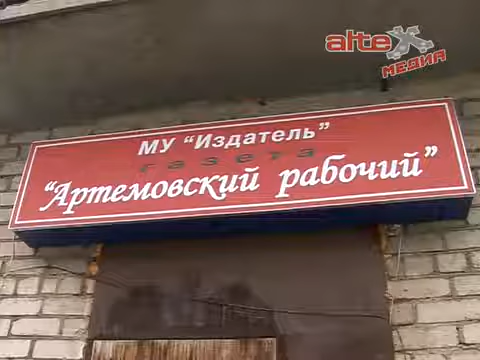 alteX
МЕДИА
МУ "Издатель"
газета
"Артемовский рабочий"